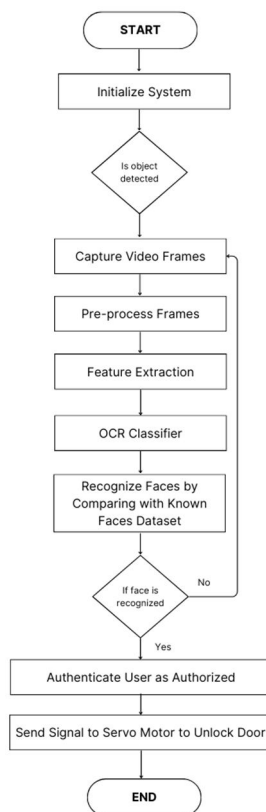 START
Initialize System
Is object
detected
Capture Video Frames
Pre-process Frames
Feature Extraction
OCR Classifier
Recognize Faces by
Comparing with Known
Faces Dataset
If face is
recognized
No
Yes
Authenticate User as Authorized
Send Signal to Servo Motor to Unlock Door
END